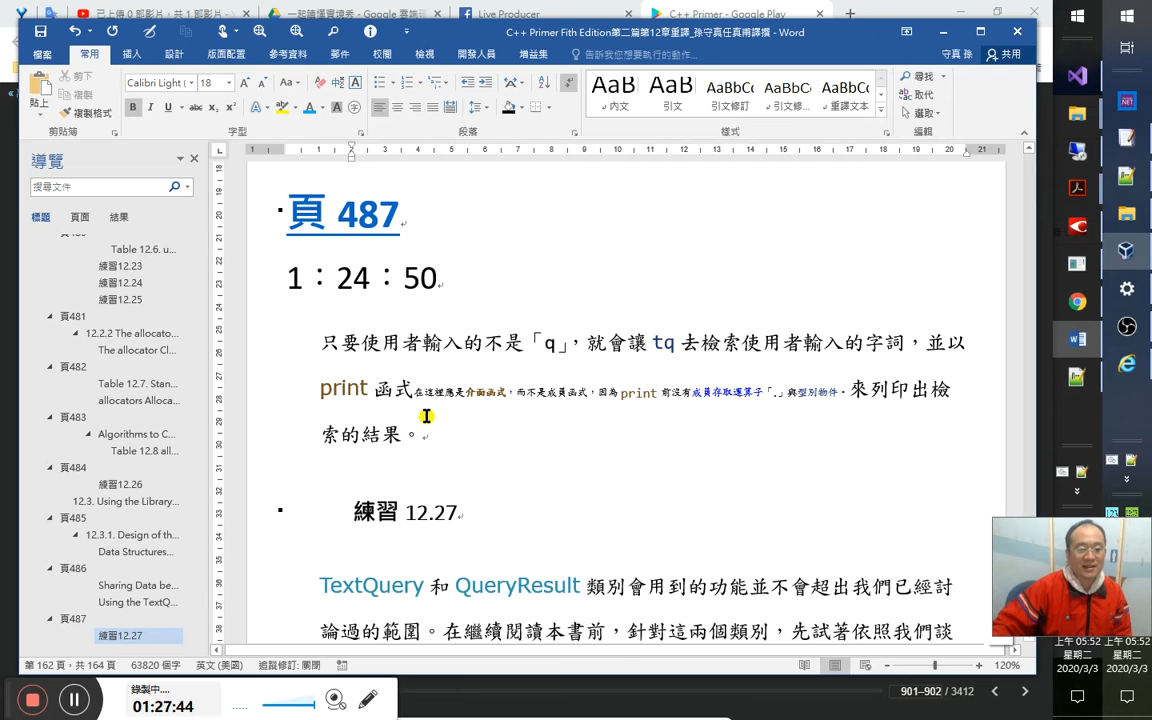 已上傳 0 部影片，共 1 部影片
一起讀懂實境秀 - Google 雲端硬
Live Producer
C++ Primer - Google Play
C++ Primer Fith Edition第二篇第12章重譯_孫守真任真甫譯撰 - Word
檔案
常用
插入
設計
版面配置
參考資料
郵件
校閱
檢視
開發人員
增益集
告訴我您想要執行的動作...
守真 孫
共用
貼上
剪下
複製
複製格式
剪貼簿
Calibri Light (
18
字型
段落
AaB
AaB
AaBbCc
AaBbCc
AaBbCc
內文
引文
引文修訂
引文修...
重譯文本
樣式
尋找
取代
選取
編輯
導覽
搜尋文件
標題
頁面
結果
Table 12.6. u...
練習12.23
練習12.24
練習12.25
頁481
12.2.2 The allocato...
The allocator Cl...
頁482
Table 12.7. Stan...
allocators Alloca...
頁483
Algorithms to C...
Table 12.8 all...
頁484
練習12.26
12.3. Using the Library...
頁485
12.3.1. Design of th...
Data Structures...
頁486
Sharing Data be...
Using the TextQ...
頁487
練習12.27
頁 487
1：24：50
只要使用者輸入的不是「q」，就會讓 tq 去檢索使用者輸入的字詞，並以
print 函式在這裡應是介面函式，而不是成員函式，因為 print 前沒有成員存取運算子「.」與型別物件。來列印出檢
索的結果。
練習 12.27
TextQuery 和 QueryResult 類別會用到的功能並不會超出我們已經討
論過的範圍。在繼續閱讀本書前，針對這兩個類別，先試著依照我們談
第 162 頁，共 164 頁
63820 個字
英文 (美國)
追蹤修訂: 關閉
120%
錄製中...
01:27:44
901–902 / 3412
上午 05:52
星期二
2020/3/3
上午 05:52
星期二
2020/3/3